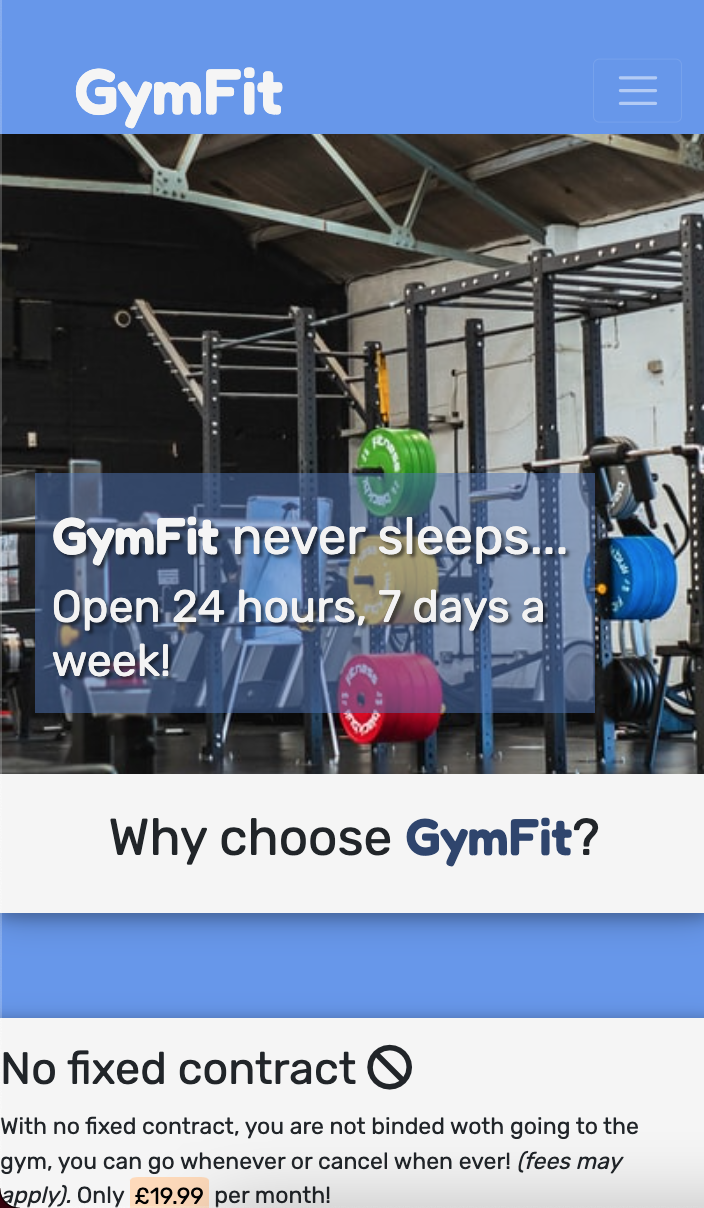 GymFit
GymFit never sleeps...
Open 24 hours, 7 days a
week!
Why choose GymFit?
No fixed contract
With no fixed contract, you are not binded woth going to the
gym, you can go whenever or cancel when ever! (fees may
apply). Only £19.99 per month!